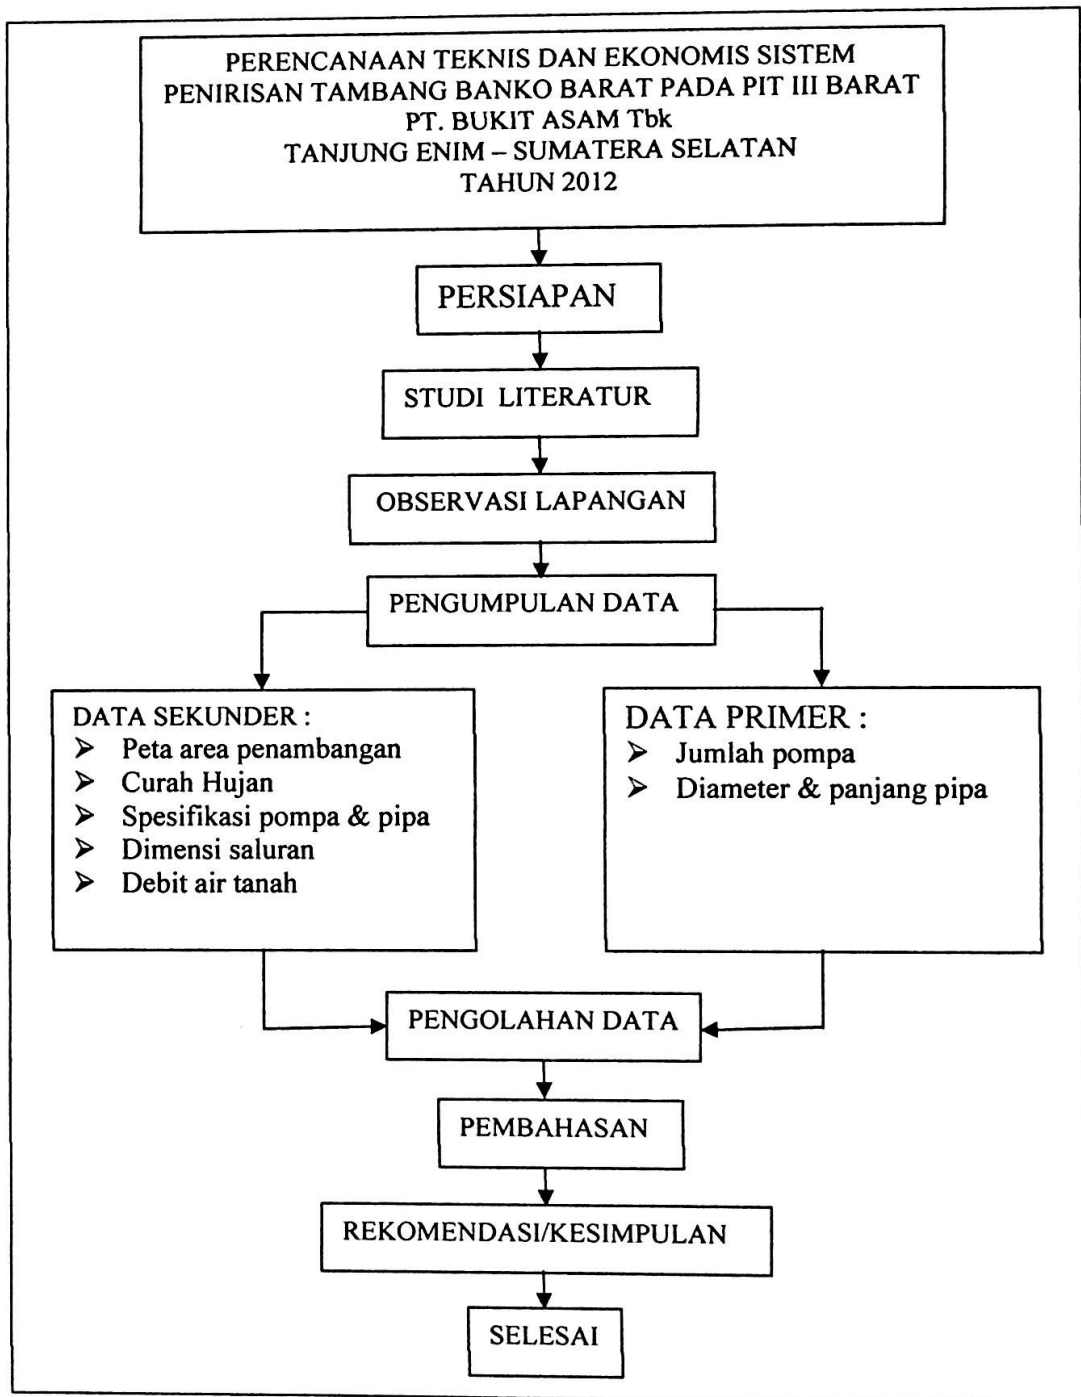 PERENCANAAN TEKNIS DAN EKONOMIS SISTEM
PENIRISAN TAMBANG BANKO BARAT PADA PIT III BARAT
PT. BUKIT ASAM Tbk
TANJUNG ENIM – SUMATERA SELATAN
TAHUN 2012
PERSIAPAN
STUDI LITERATUR
OBSERVASI LAPANGAN
PENGUMPULAN DATA
DATA SEKUNDER :
➤ Peta area penambangan
➤ Curah Hujan
➤ Spesifikasi pompa & pipa
➤ Dimensi saluran
➤ Debit air tanah
DATA PRIMER :
➤ Jumlah pompa
➤ Diameter & panjang pipa
PENGOLAHAN DATA
PEMBAHASAN
REKOMENDASI/KESIMPULAN
SELESAI